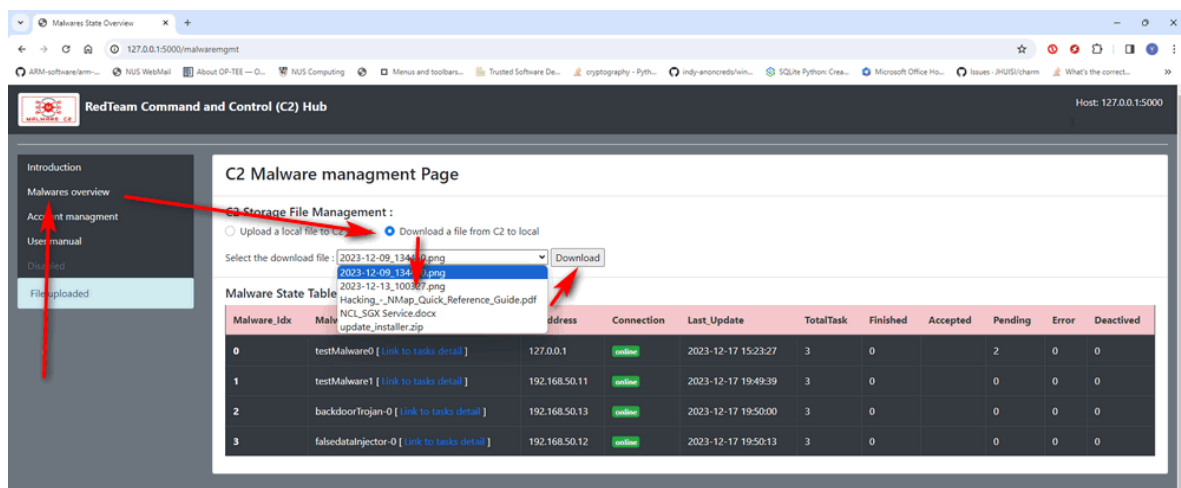 Malwares State Overview
127.0.0.1:5000/malwaremgmt
ARM-software/arm-... NUS WebMail About OP-TEE — O... NUS Computing Menus and toolbars... Trusted Software De... cryptography - Pyth... indy-anoncreds/win... SQLite Python: Crea... Microsoft Office Ho... Issues · JHUISI/charm What's the correct... »
MALWARE C2
RedTeam Command and Control (C2) Hub
Host: 127.0.0.1:5000
Introduction
Malwares overview
Account managment
User manual
Disabled
File uploaded
C2 Malware managment Page
C2 Storage File Management :
Upload a local file to C2 Download a file from C2 to local
Select the download file : 2023-12-09_134430.png Download
2023-12-13_100327.png
Hacking_-_NMap_Quick_Reference_Guide.pdf
NCL_SGX Service.docx
update_installer.zip
Malware State Table
Malware_Idx Address Connection Last_Update TotalTask Finished Accepted Pending Error Deactived
0 testMalware0 [ Link to tasks detail ] 127.0.0.1 online 2023-12-17 15:23:27 3 0 2 0 0
1 testMalware1 [ Link to tasks detail ] 192.168.50.11 online 2023-12-17 19:49:39 3 0 0 0 0
2 backdoorTrojan-0 [ Link to tasks detail ] 192.168.50.13 online 2023-12-17 19:50:00 3 0 0 0 0
3 falsedataInjector-0 [ Link to tasks detail ] 192.168.50.12 online 2023-12-17 19:50:13 3 0 0 0 0